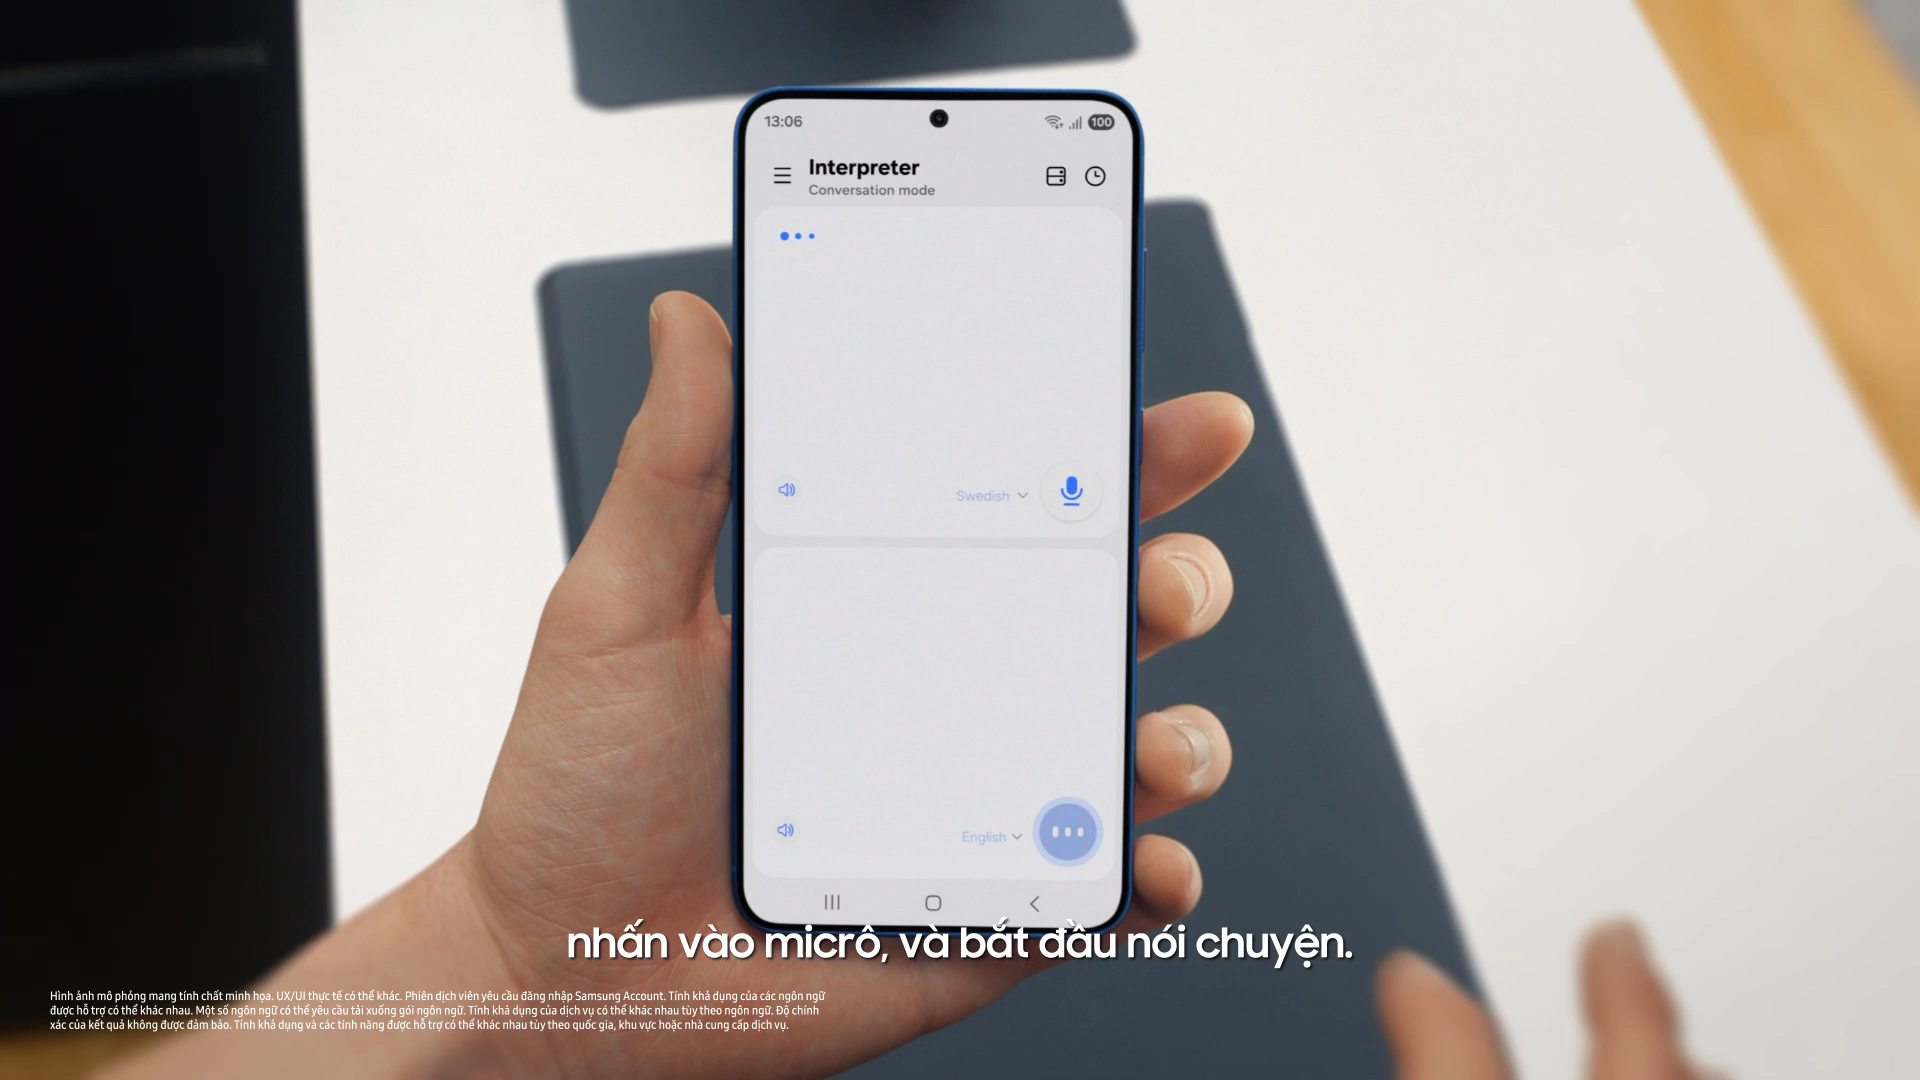 13:06
100
Interpreter
Conversation mode
Swedish
English
nhấn vào micrô, và bắt đầu nói chuyện.
Hình ảnh mô phỏng mang tính chất minh họa. UX/UI thực tế có thể khác. Phiên dịch viên yêu cầu đăng nhập Samsung Account. Tính khả dụng của các ngôn ngữ
được hỗ trợ có thể khác nhau. Một số ngôn ngữ có thể yêu cầu tải xuống gói ngôn ngữ. Tính khả dụng của dịch vụ có thể khác nhau tùy theo ngôn ngữ. Độ chính
xác của kết quả không được đảm bảo. Tính khả dụng và các tính năng được hỗ trợ có thể khác nhau tùy theo quốc gia, khu vực hoặc nhà cung cấp dịch vụ.